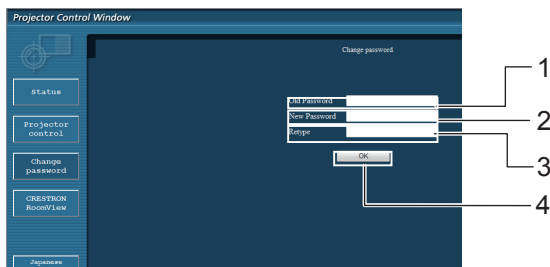 Projector Control Window
Change password
Status
Projector
control
Change
password
CRESTRON
RoomView
Japanese
Old Password
New Password
Retype
OK
1
2
3
4